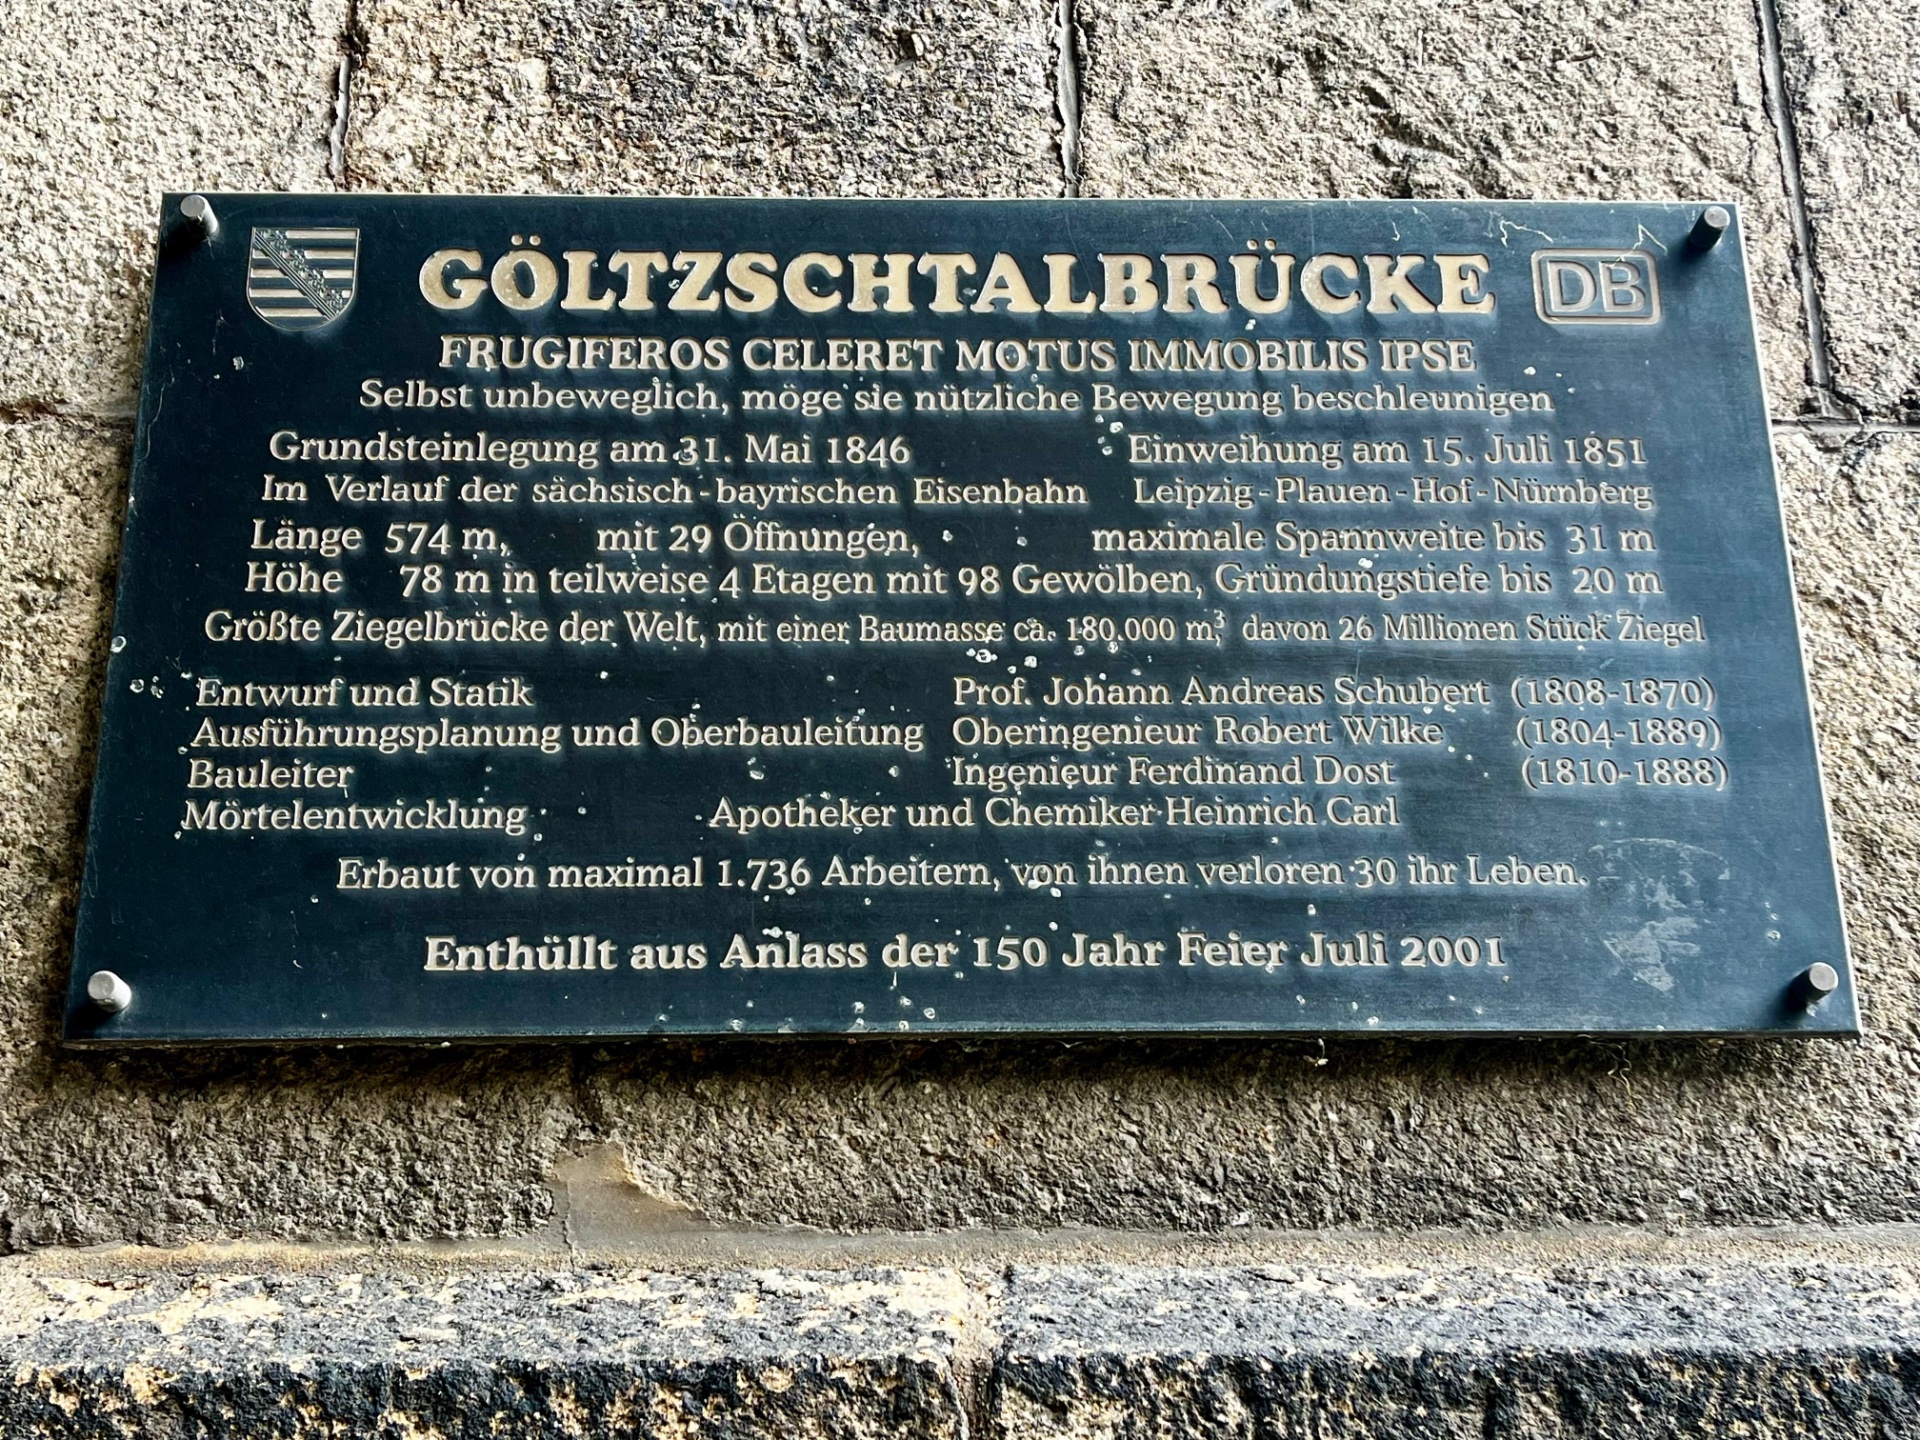 GÖLTZSCHTALBRÜCKE DB
FRUGIFEROS CELERET MOTUS IMMOBILIS IPSE
Selbst unbeweglich, möge sie nützliche Bewegung beschleunigen
Grundsteinlegung am 31. Mai 1846 Einweihung am 15. Juli 1851
Im Verlauf der sächsisch-bayrischen Eisenbahn Leipzig-Plauen-Hof-Nürnberg
Länge 574 m, mit 29 Öffnungen, maximale Spannweite bis 31 m
Höhe 78 m in teilweise 4 Etagen mit 98 Gewölben, Gründungstiefe bis 20 m
Größte Ziegelbrücke der Welt, mit einer Baumasse ca. 180.000 m³, davon 26 Millionen Stück Ziegel
Entwurf und Statik Prof. Johann Andreas Schubert (1808-1870)
Ausführungsplanung und Oberbauleitung Oberingenieur Robert Wilke (1804-1889)
Bauleiter Ingenieur Ferdinand Dost (1810-1888)
Mörtelentwicklung Apotheker und Chemiker Heinrich Carl
Erbaut von maximal 1.736 Arbeitern, von ihnen verloren 30 ihr Leben.
Enthüllt aus Anlass der 150 Jahr Feier Juli 2001